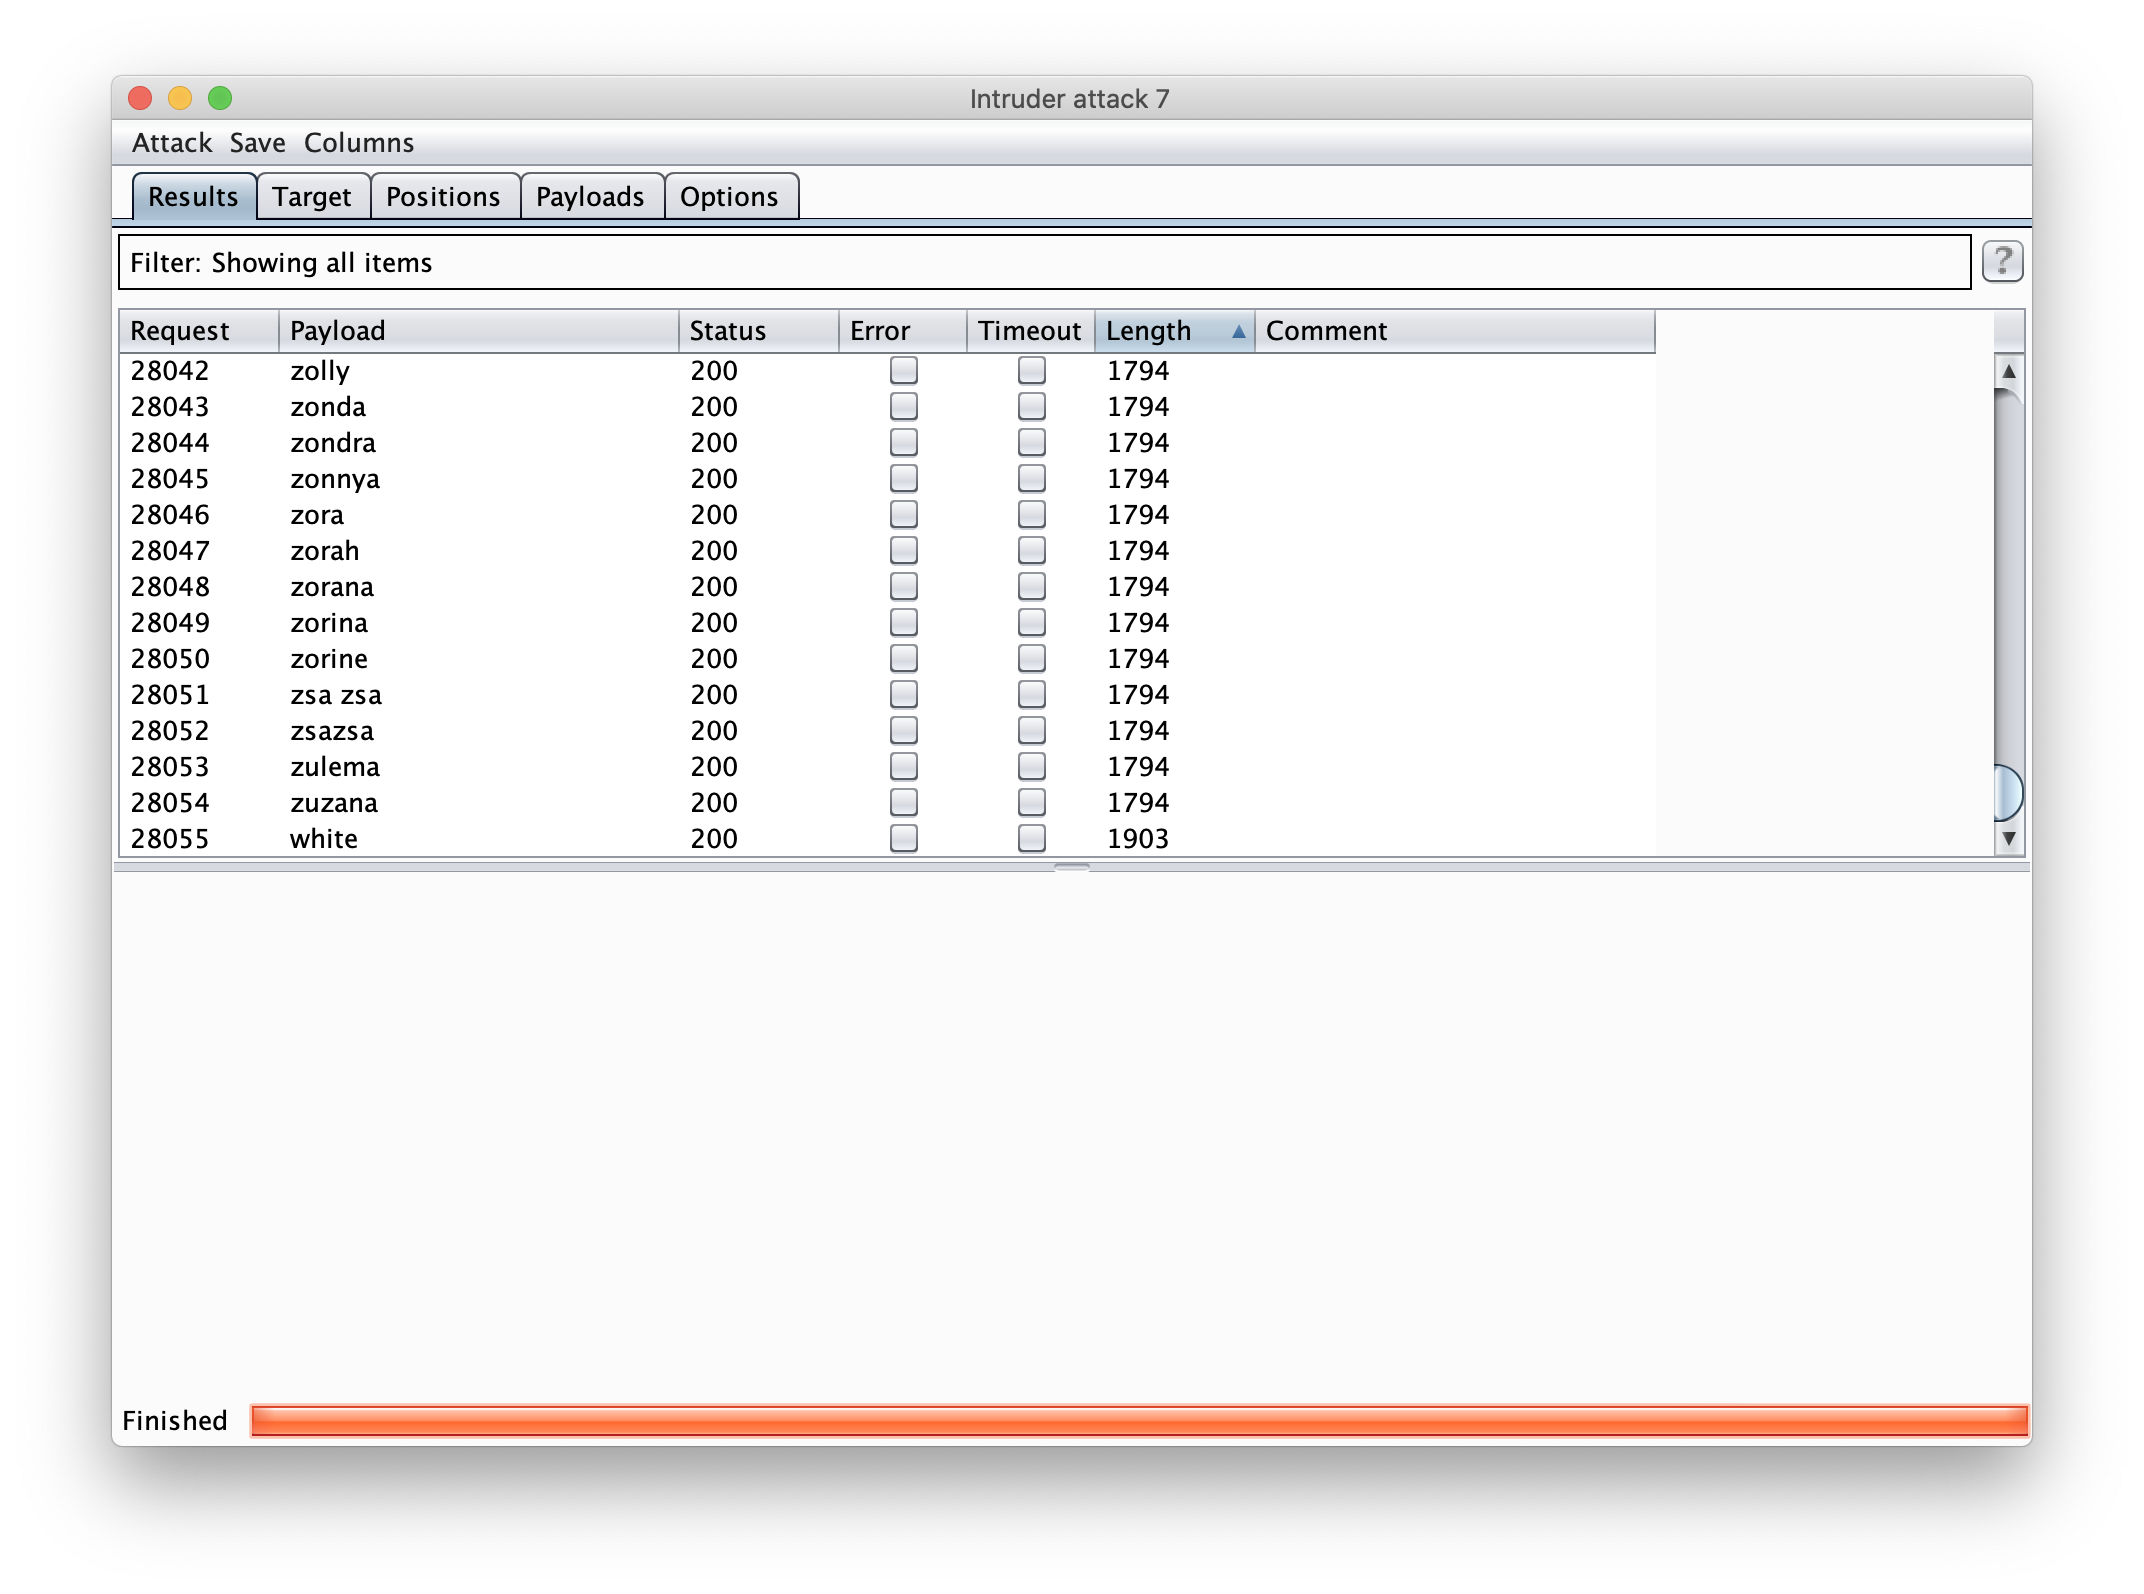 Intruder attack 7
Attack Save Columns
Results Target Positions Payloads Options
Filter: Showing all items ?
Request Payload Status Error Timeout Length Comment
28042 zolly 200 1794
28043 zonda 200 1794
28044 zondra 200 1794
28045 zonnya 200 1794
28046 zora 200 1794
28047 zorah 200 1794
28048 zorana 200 1794
28049 zorina 200 1794
28050 zorine 200 1794
28051 zsa zsa 200 1794
28052 zsazsa 200 1794
28053 zulema 200 1794
28054 zuzana 200 1794
28055 white 200 1903
Finished